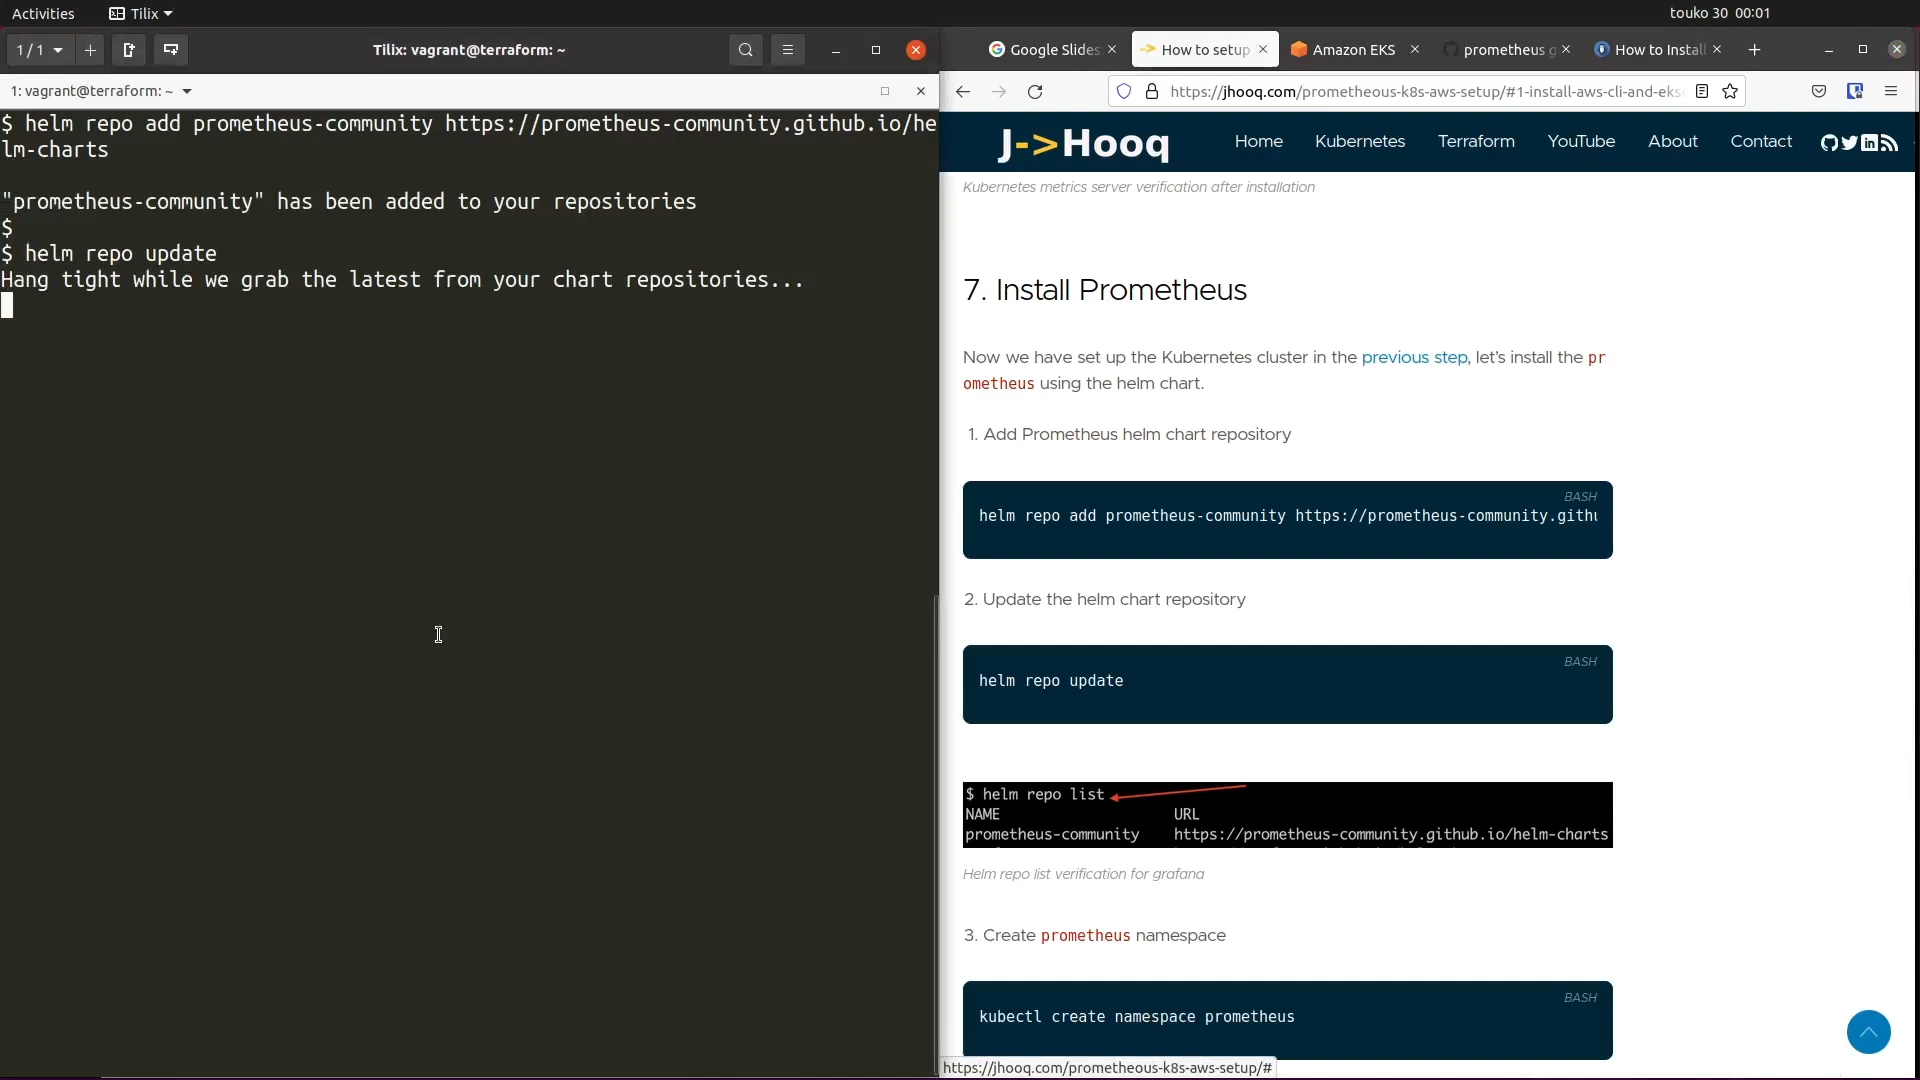 Activities
Tilix
touko 30 00:01
1 / 1
Tilix: vagrant@terraform: ~
Google Slides
How to setup
Amazon EKS
prometheus g
How to Install
1: vagrant@terraform: ~
https://jhooq.com/prometheous-k8s-aws-setup/#1-install-aws-cli-and-eksc
$ helm repo add prometheus-community https://prometheus-community.github.io/he
lm-charts
"prometheus-community" has been added to your repositories
$
$ helm repo update
Hang tight while we grab the latest from your chart repositories...
J->Hooq
Home
Kubernetes
Terraform
YouTube
About
Contact
Kubernetes metrics server verification after installation
7. Install Prometheus
Now we have set up the Kubernetes cluster in the previous step, let's install the pr
ometheus using the helm chart.
1. Add Prometheus helm chart repository
BASH
helm repo add prometheus-community https://prometheus-community.githu
2. Update the helm chart repository
BASH
helm repo update
$ helm repo list
NAME URL
prometheus-community https://prometheus-community.github.io/helm-charts
Helm repo list verification for grafana
3. Create prometheus namespace
BASH
kubectl create namespace prometheus
https://jhooq.com/prometheous-k8s-aws-setup/#